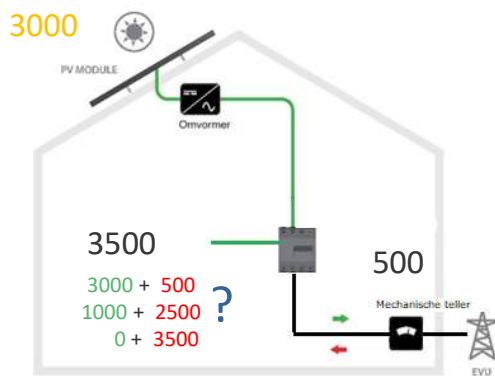 3000
PV MODULE
Omvormer
3500
3000 + 500
1000 + 2500
0 + 3500
?
500
Mechanische teller
EVU